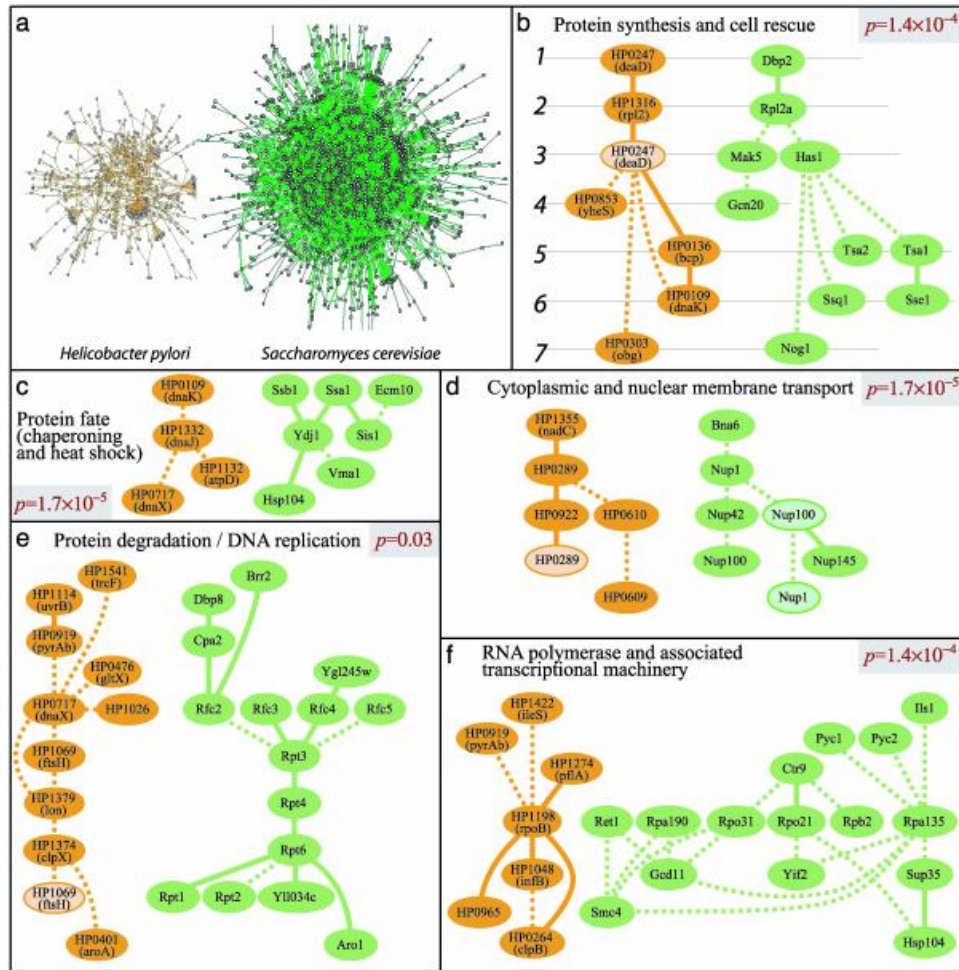 a
Helicobacter pylori
Saccharomyces cerevisiae
b Protein synthesis and cell rescue p=1.4×10⁻⁴
1 HP0247 (deaD) Dbp2
2 HP1316 (rpl2) Rpl2a
3 HP0247 (deaD) Mak5 Has1
4 HP0853 (yheS) Gcn20
5 HP0136 (bcp) Tsa2 Tsa1
6 HP0109 (dnaK) Ssq1 Sse1
7 HP0303 (obg) Nog1
c Protein fate (chaperoning and heat shock)
p=1.7×10⁻⁵
HP0109 (dnaK) Ssb1 Ssa1 Ecm10
HP1332 (dnaJ) Ydj1 Sis1
HP1132 (atpD) Vma1
HP0717 (dnaX) Hsp104
d Cytoplasmic and nuclear membrane transport p=1.7×10⁻⁵
HP1355 (nadC) Bna6
HP0289 Nup1
HP0922 HP0610 Nup42 Nup100
HP0289 Nup100 Nup145
HP0609 Nup1
e Protein degradation / DNA replication p=0.03
HP1541 (trcF) Brr2
HP1114 (uvrB) Dbp8
HP0919 (pyrAb) Cpa2
HP0476 (gltX) Ygl245w
HP0717 (dnaX) HP1026 Rfc2 Rfc3 Rfc4 Rfc5
HP1069 (ftsH) Rpt3
HP1379 (lon) Rpt4
HP1374 (clpX) Rpt6
HP1069 (ftsH) Rpt1 Rpt2 Yll034c
HP0401 (aroA) Aro1
f RNA polymerase and associated transcriptional machinery p=1.4×10⁻⁴
HP1422 (ileS) Ils1
HP0919 (pyrAb) Pyc1 Pyc2
HP1274 (pflA) Ctr9
HP1198 (rpoB) Ret1 Rpa190 Rpo31 Rpo21 Rpb2 Rpa135
HP1048 (infB) Gcd11 Yif2 Sup35
HP0965 Smc4
HP0264 (clpB) Hsp104